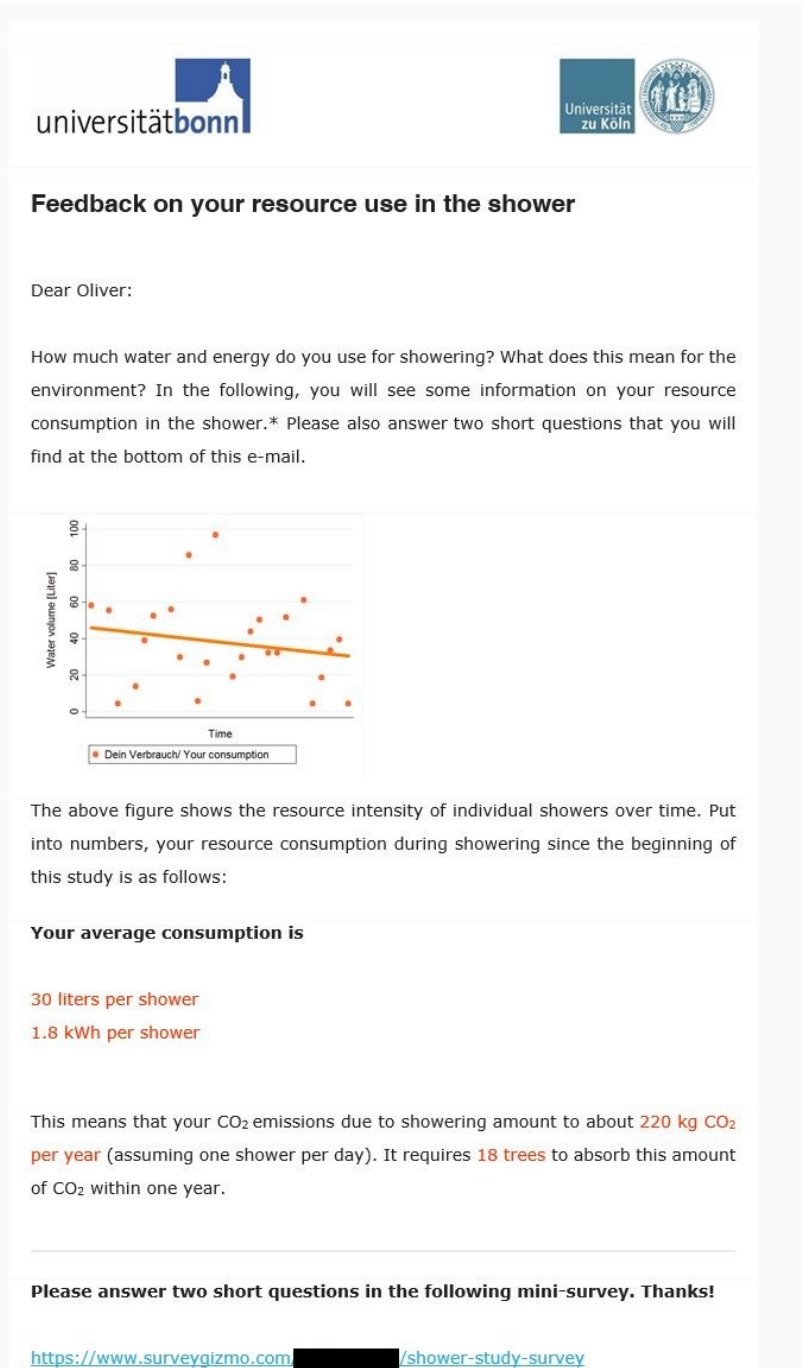 universitätbonn
Universität
zu Köln
Feedback on your resource use in the shower
Dear Oliver:
How much water and energy do you use for showering? What does this mean for the
environment? In the following, you will see some information on your resource
consumption in the shower.* Please also answer two short questions that you will
find at the bottom of this e-mail.
100
80
60
40
20
0
Water volume [Liter]
Time
Dein Verbrauch/ Your consumption
The above figure shows the resource intensity of individual showers over time. Put
into numbers, your resource consumption during showering since the beginning of
this study is as follows:
Your average consumption is
30 liters per shower
1.8 kWh per shower
This means that your CO₂ emissions due to showering amount to about 220 kg CO₂
per year (assuming one shower per day). It requires 18 trees to absorb this amount
of CO₂ within one year.
Please answer two short questions in the following mini-survey. Thanks!
https://www.surveygizmo.com/ /shower-study-survey